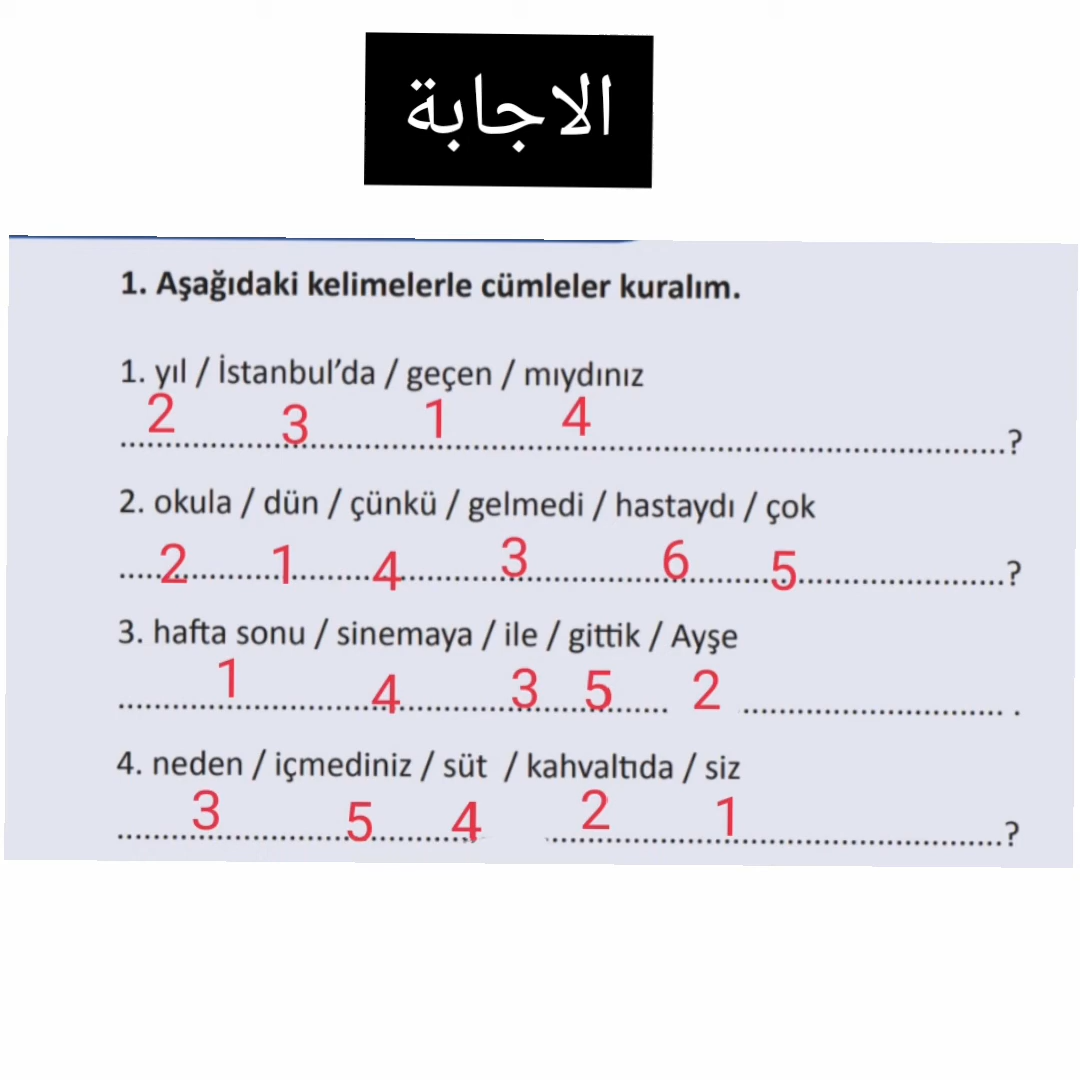 الاجابة
1. Aşağıdaki kelimelerle cümleler kuralım.
1. yıl / İstanbul’da / geçen / mıydınız
2 3 1 4
........................................................................................................?
2. okula / dün / çünkü / gelmedi / hastaydı / çok
2 1 4 3 6 5
........................................................................................................?
3. hafta sonu / sinemaya / ile / gittik / Ayşe
1 4 3 5 2
........................................................................................................ .
4. neden / içmediniz / süt / kahvaltıda / siz
3 5 4 2 1
........................................................................................................?